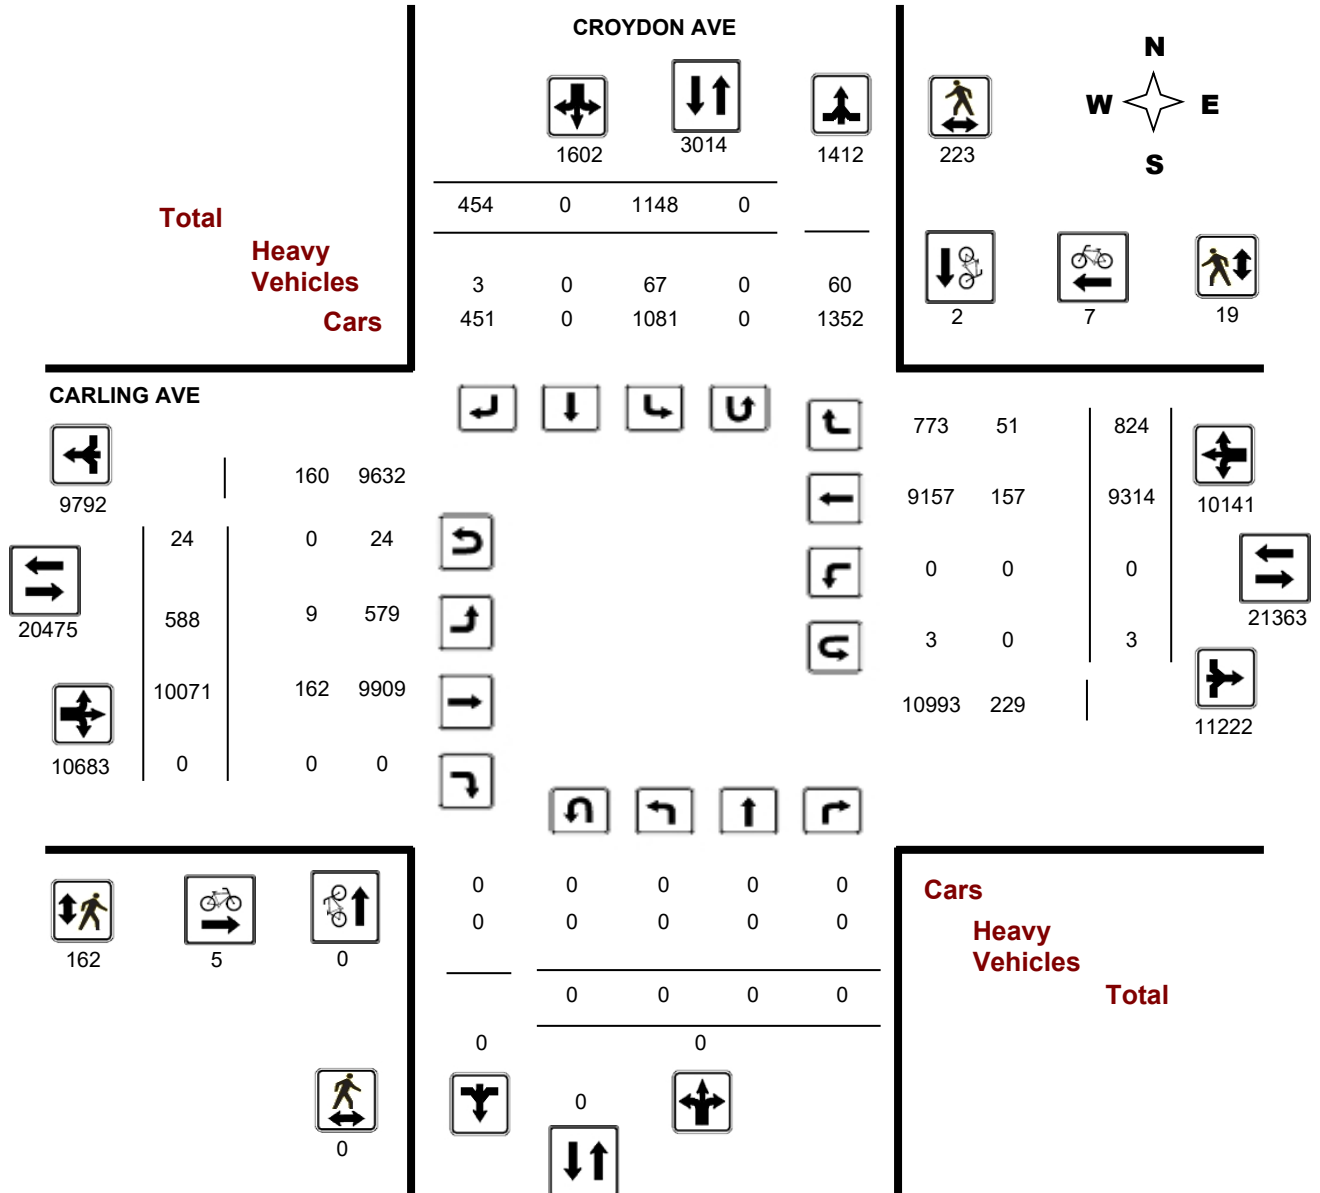 CROYDON AVE
N
W E
S
1602 3014 1412 223
454 0 1148 0
Total
Heavy
Vehicles
3 0 67 0 60
Cars
451 0 1081 0 1352
2 7 19
CARLING AVE
773 51 824
160 9632
9792
9157 157 9314 10141
24 0 24
0 0 0
20475
588 9 579
21363
3 0 3
10071 162 9909
10993 229
11222
10683 0 0 0
0 0 0 0 0
Cars
0 0 0 0 0
Heavy
Vehicles
162 5 0
0 0 0 0
Total
0 0
0
0